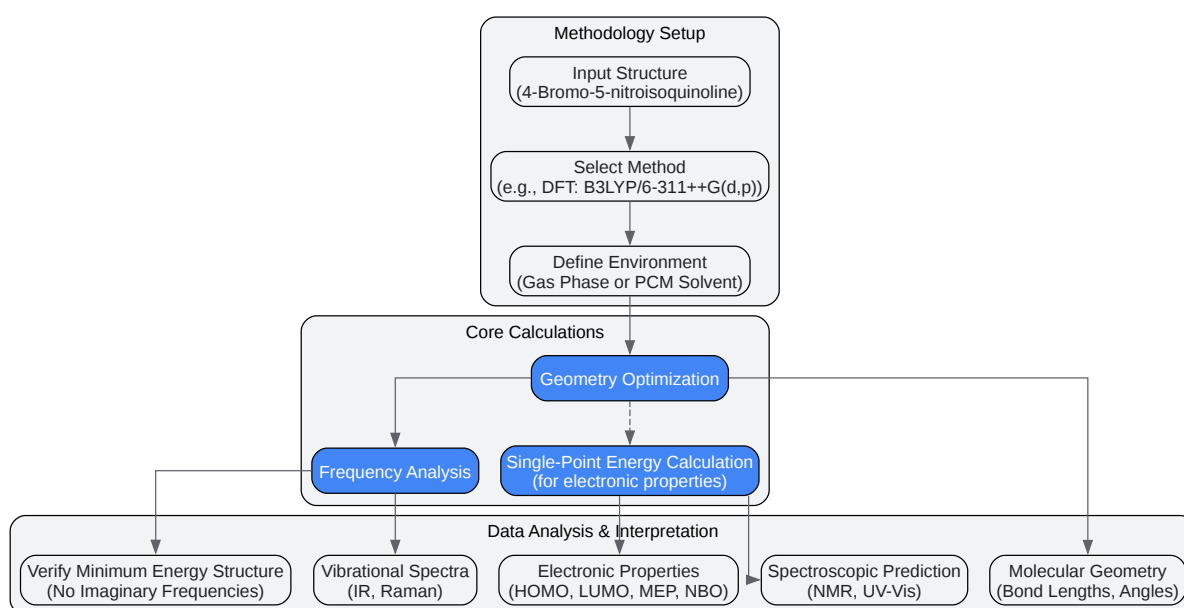 Methodology Setup
Input Structure
(4-Bromo-5-nitroisoquinoline)
Select Method
(e.g., DFT: B3LYP/6-311++G(d,p))
Define Environment
(Gas Phase or PCM Solvent)
Core Calculations
Geometry Optimization
Frequency Analysis
Single-Point Energy Calculation
(for electronic properties)
Data Analysis & Interpretation
Verify Minimum Energy Structure
(No Imaginary Frequencies)
Vibrational Spectra
(IR, Raman)
Electronic Properties
(HOMO, LUMO, MEP, NBO)
Spectroscopic Prediction
(NMR, UV-Vis)
Molecular Geometry
(Bond Lengths, Angles)